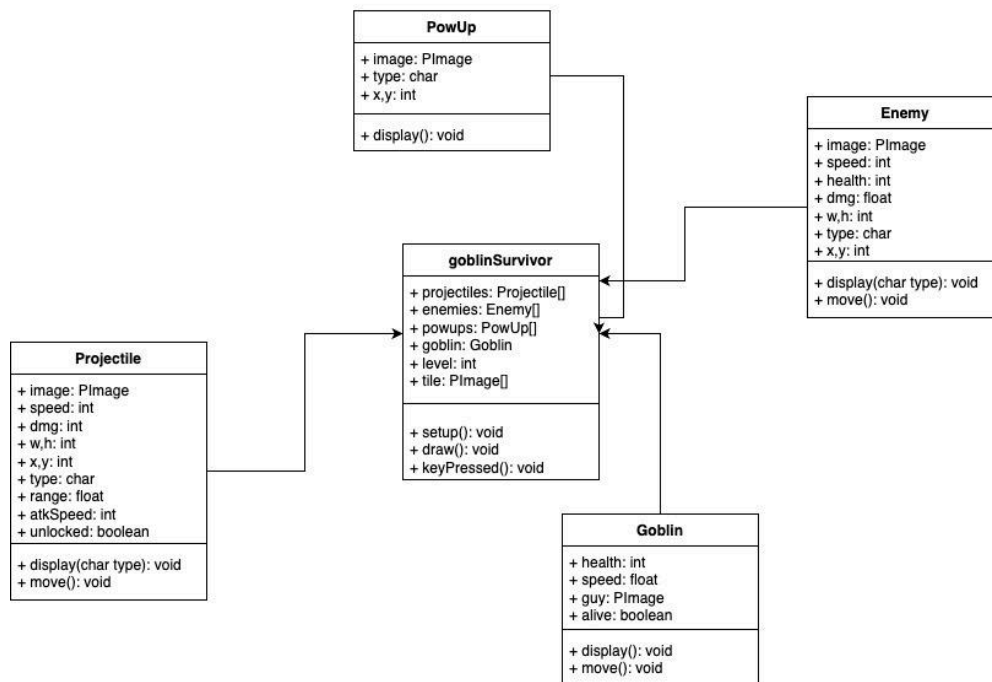 PowUp
+ image: PImage
+ type: char
+ x,y: int
+ display(): void
Enemy
+ image: PImage
+ speed: int
+ health: int
+ dmg: float
+ w,h: int
+ type: char
+ x,y: int
+ display(char type): void
+ move(): void
goblinSurvivor
+ projectiles: Projectile[]
+ enemies: Enemy[]
+ powups: PowUp[]
+ goblin: Goblin
+ level: int
+ tile: PImage[]
+ setup(): void
+ draw(): void
+ keyPressed(): void
Projectile
+ image: PImage
+ speed: int
+ dmg: int
+ w,h: int
+ x,y: int
+ type: char
+ range: float
+ atkSpeed: int
+ unlocked: boolean
+ display(char type): void
+ move(): void
Goblin
+ health: int
+ speed: float
+ guy: PImage
+ alive: boolean
+ display(): void
+ move(): void